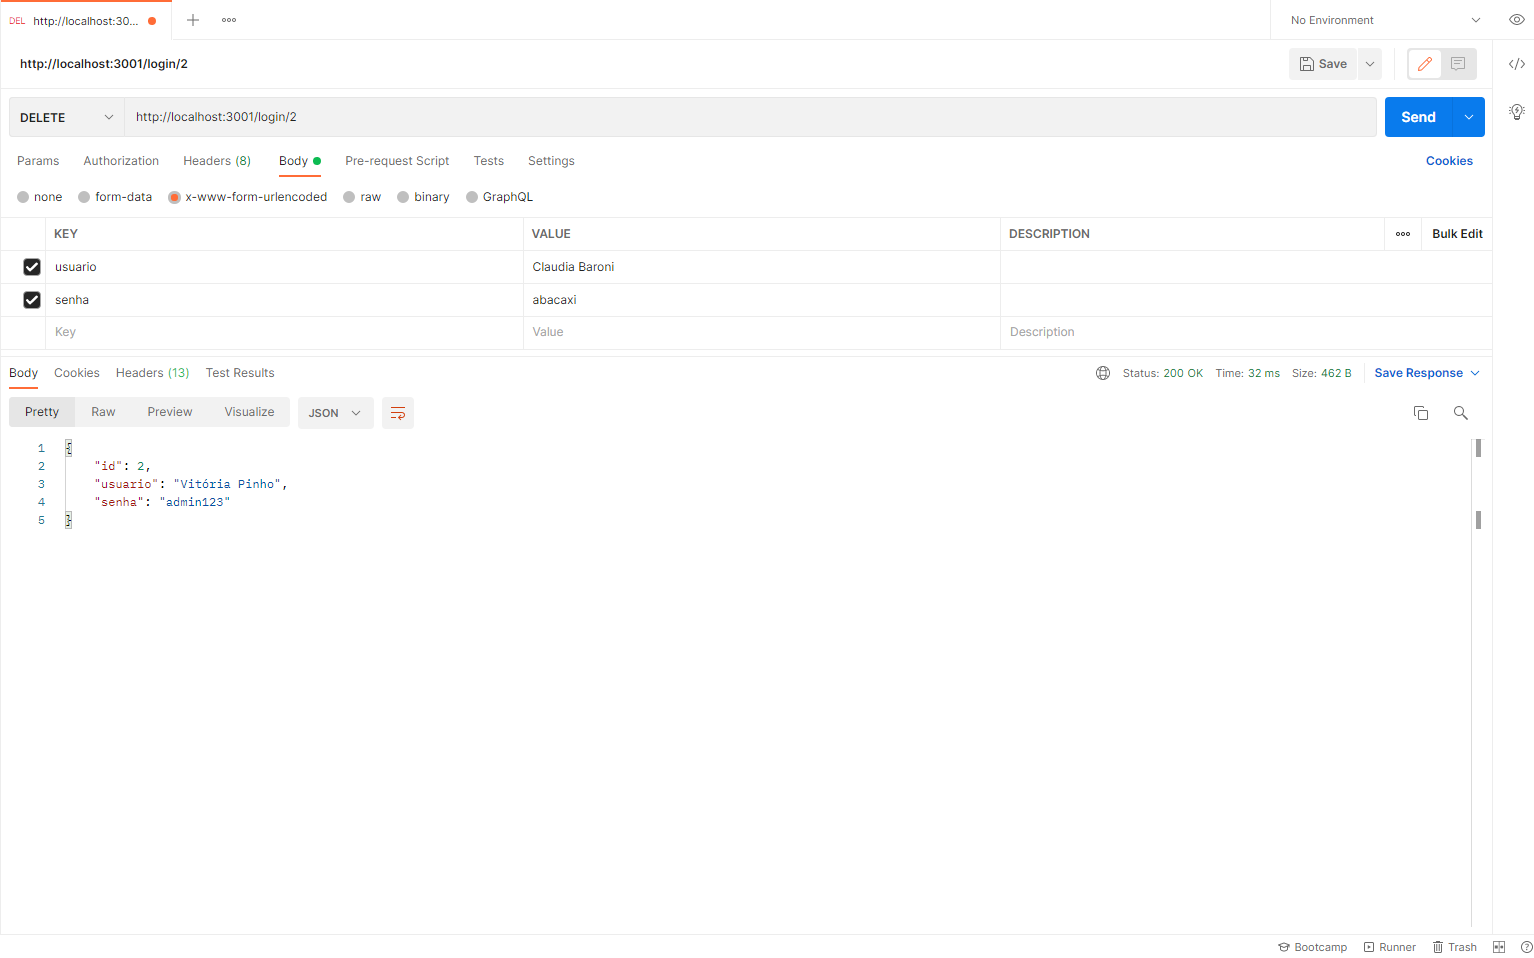 DEL http://localhost:30...
No Environment
http://localhost:3001/login/2
Save
DELETE
http://localhost:3001/login/2
Send
Params Authorization Headers (8) Body Pre-request Script Tests Settings Cookies
none form-data x-www-form-urlencoded raw binary GraphQL
KEY VALUE DESCRIPTION Bulk Edit
usuario Claudia Baroni
senha abacaxi
Key Value Description
Body Cookies Headers (13) Test Results Status: 200 OK Time: 32 ms Size: 462 B Save Response
Pretty Raw Preview Visualize JSON
1 {
2 "id": 2,
3 "usuario": "Vitória Pinho",
4 "senha": "admin123"
5 }
Bootcamp Runner Trash